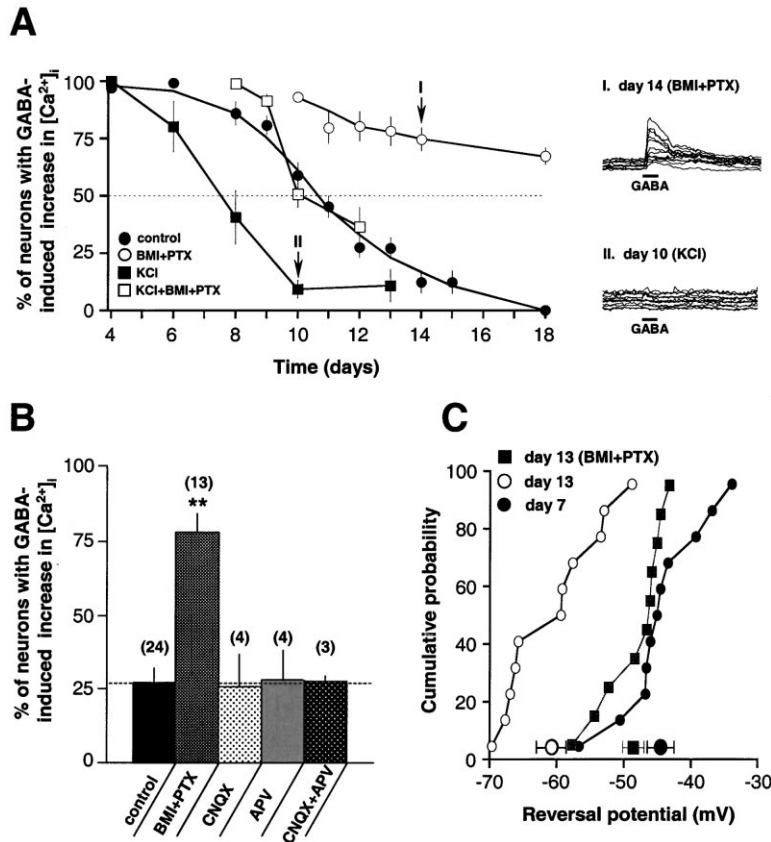 A
% of neurons with GABA-
induced increase in [Ca²⁺]i
100
75
50
25
0
4
6
8
10
12
14
16
18
Time (days)
control
BMI+PTX
KCl
KCl+BMI+PTX
I
II
I. day 14 (BMI+PTX)
GABA
II. day 10 (KCl)
GABA
B
% of neurons with GABA-
induced increase in [Ca²⁺]i
100
75
50
25
0
(24)
(13)
**
(4)
(4)
(3)
control
BMI+PTX
CNQX
APV
CNQX+APV
C
day 13 (BMI+PTX)
day 13
day 7
Cumulative probability
100
80
60
40
20
0
-70
-60
-50
-40
-30
Reversal potential (mV)